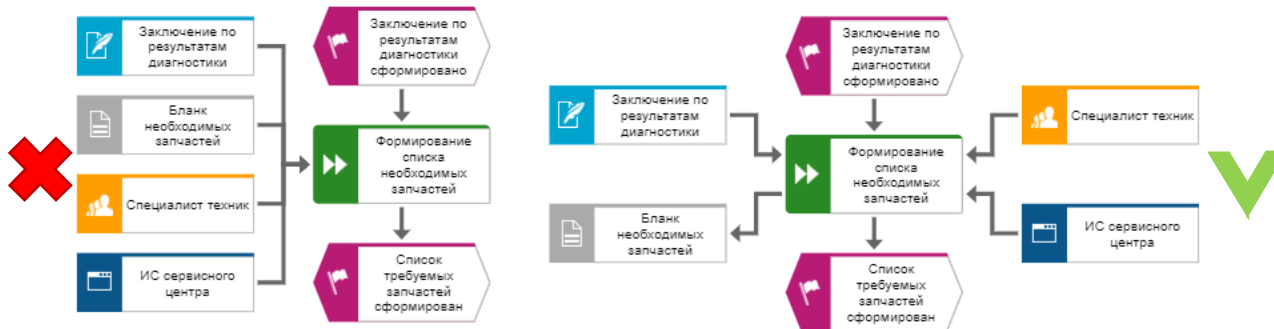 Заключение по
результатам
диагностики
Бланк
необходимых
запчастей
Специалист техник
ИС сервисного
центра
Заключение по
результатам
диагностики
сформировано
Формирование
списка
необходимых
запчастей
Список
требуемых
запчастей
сформирован
Заключение по
результатам
диагностики
Бланк
необходимых
запчастей
Заключение по
результатам
диагностики
сформировано
Формирование
списка
необходимых
запчастей
Список
требуемых
запчастей
сформирован
Специалист техник
ИС сервисного
центра